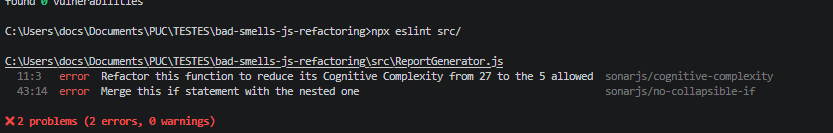 found 0 vulnerabilities
C:\Users\docs\Documents\PUC\TESTES\bad-smells-js-refactoring>npx eslint src/
C:\Users\docs\Documents\PUC\TESTES\bad-smells-js-refactoring\src\ReportGenerator.js
11:3 error Refactor this function to reduce its Cognitive Complexity from 27 to the 5 allowed sonarjs/cognitive-complexity
43:14 error Merge this if statement with the nested one sonarjs/no-collapsible-if
✖ 2 problems (2 errors, 0 warnings)